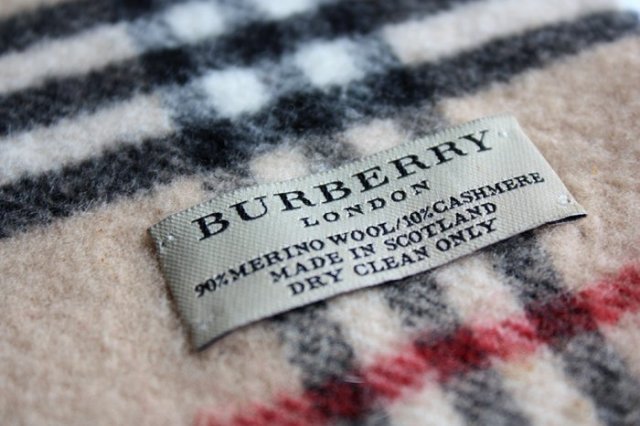 BURBERRY
LONDON
90% MERINO WOOL/10% CASHMERE
MADE IN SCOTLAND
DRY CLEAN ONLY